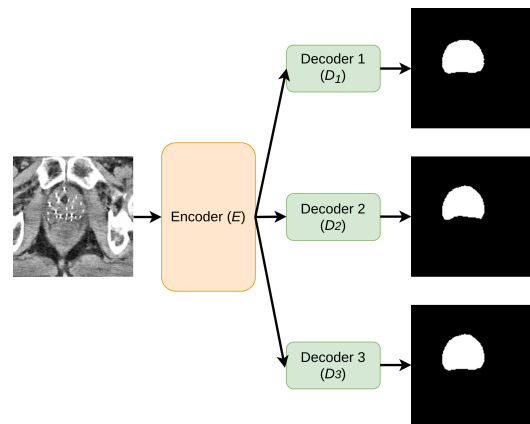 Decoder 1
(D1)
Encoder (E)
Decoder 2
(D2)
Decoder 3
(D3)